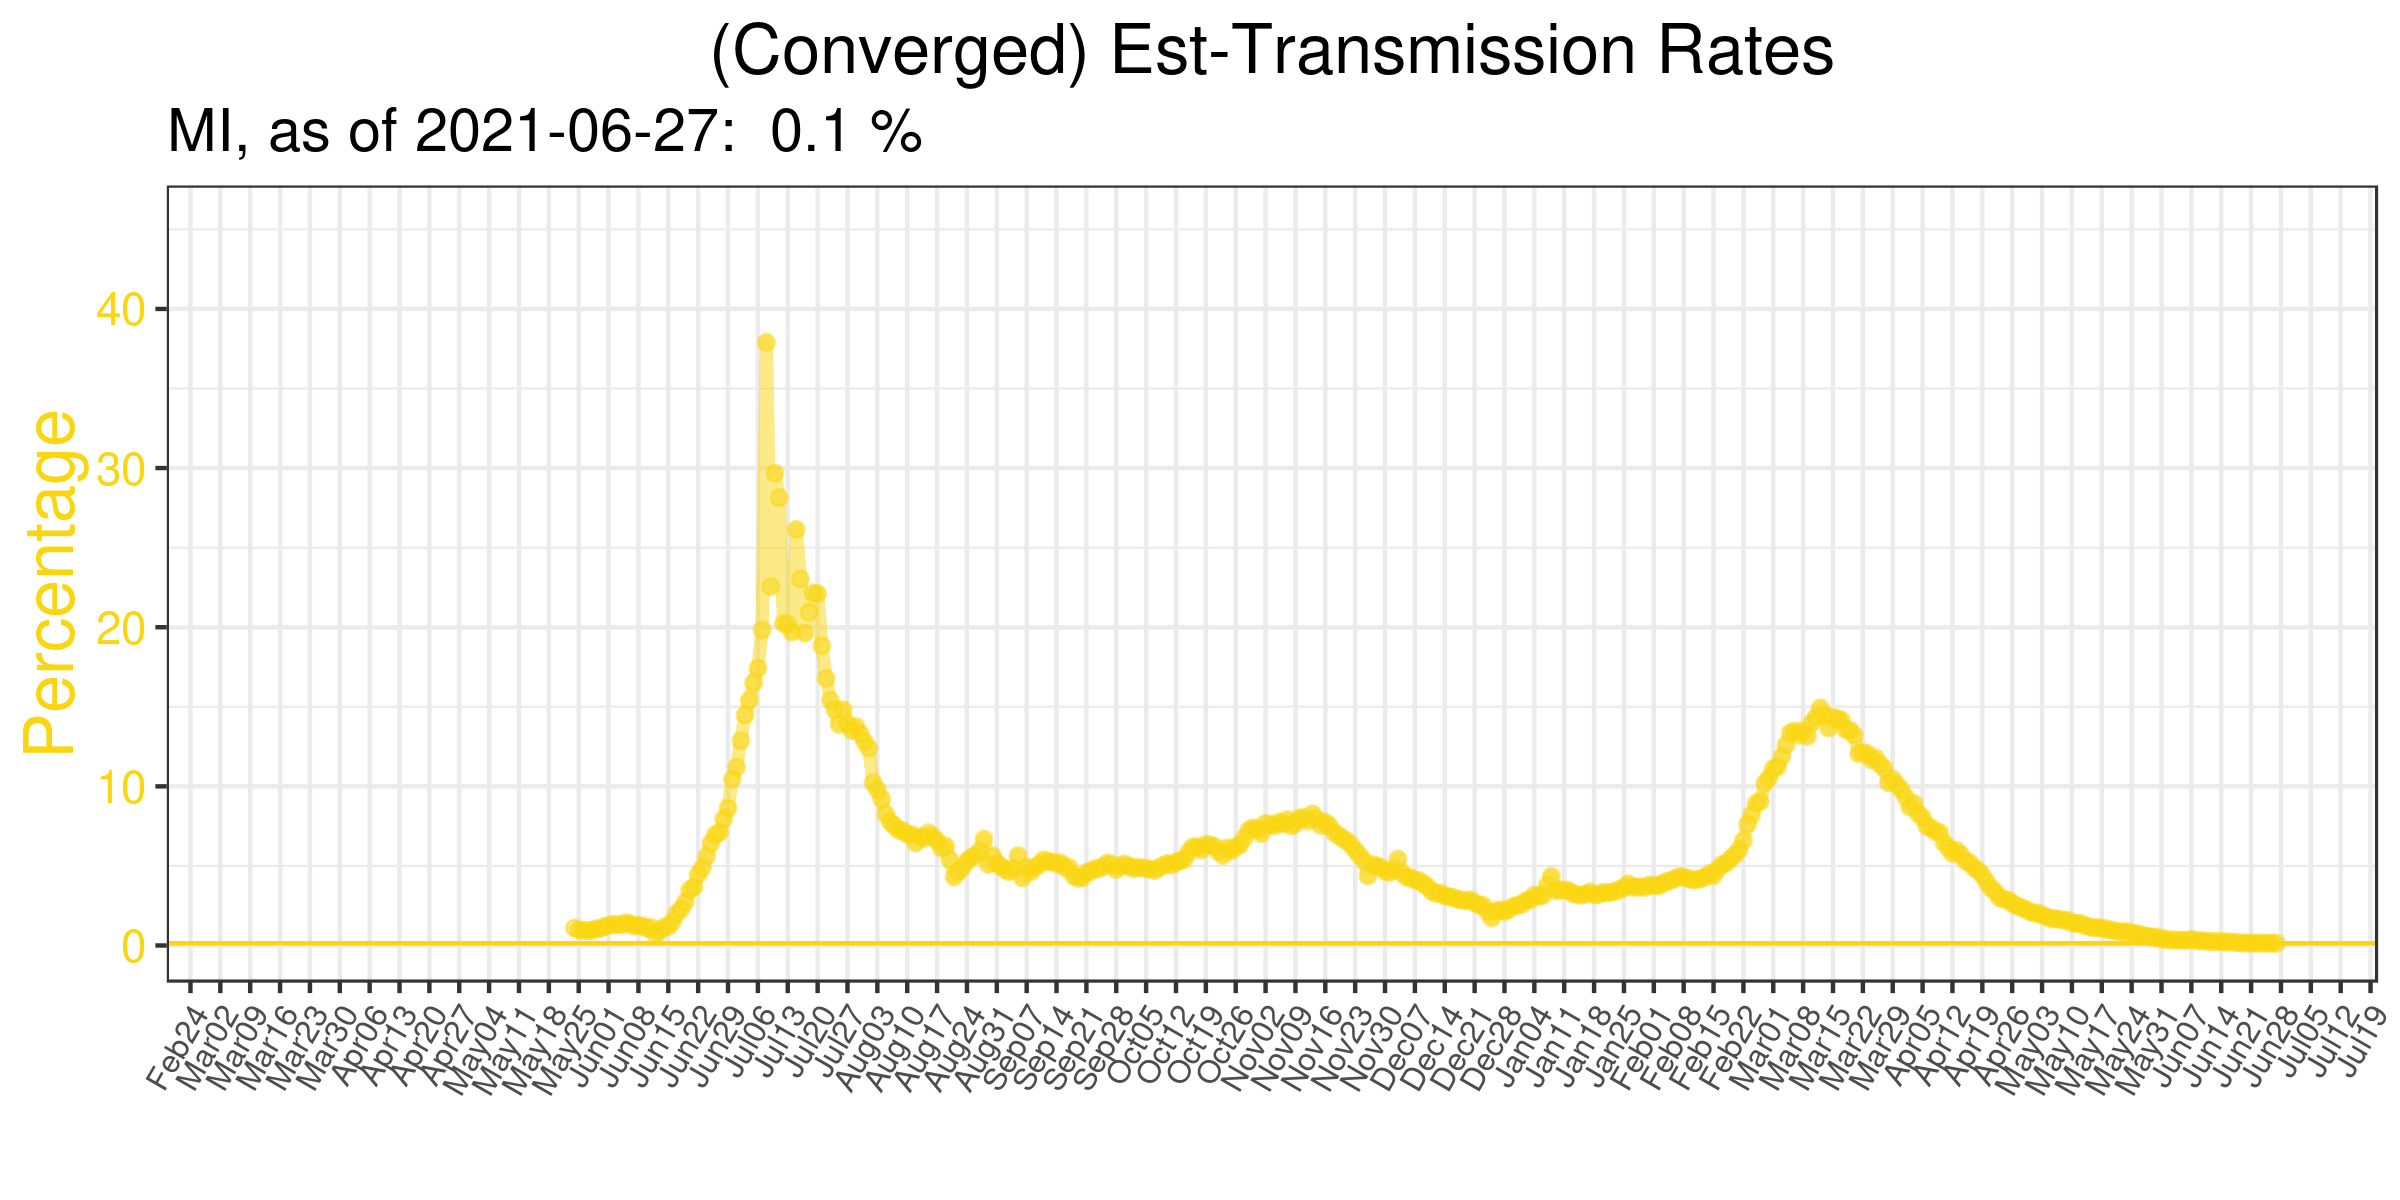 (Converged) Est-Transmission Rates
MI, as of 2021-06-27: 0.1 %
Percentage
40
30
20
10
0
Feb24
Mar02
Mar09
Mar16
Mar23
Mar30
Apr06
Apr13
Apr20
Apr27
May04
May11
May18
May25
Jun01
Jun08
Jun15
Jun22
Jun29
Jul06
Jul13
Jul20
Jul27
Aug03
Aug10
Aug17
Aug24
Aug31
Sep07
Sep14
Sep21
Sep28
Oct05
Oct12
Oct19
Oct26
Nov02
Nov09
Nov16
Nov23
Nov30
Dec07
Dec14
Dec21
Dec28
Jan04
Jan11
Jan18
Jan25
Feb01
Feb08
Feb15
Feb22
Mar01
Mar08
Mar15
Mar22
Mar29
Apr05
Apr12
Apr19
Apr26
May03
May10
May17
May24
May31
Jun07
Jun14
Jun21
Jun28
Jul05
Jul12
Jul19